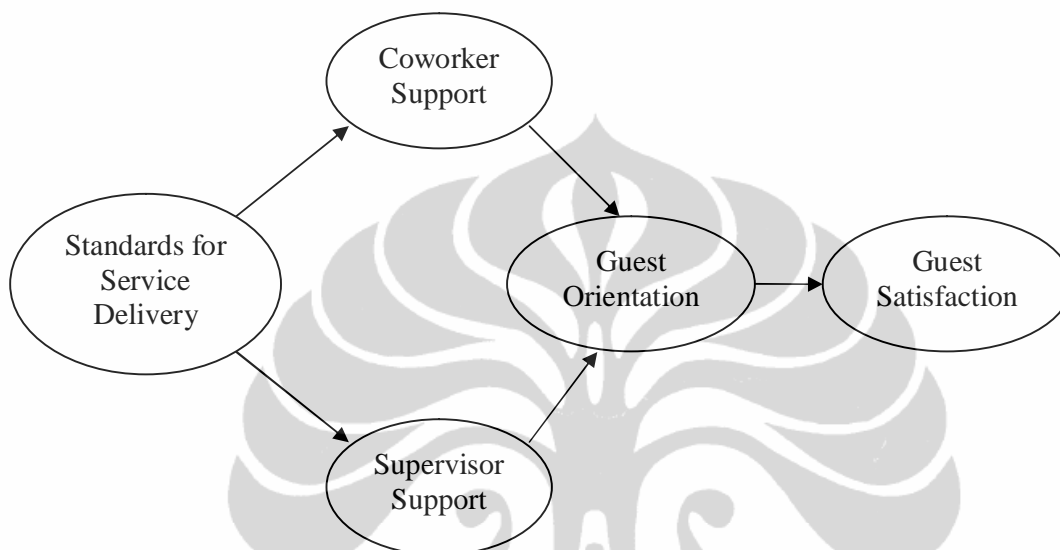 Coworker
Support
Standards for
Service
Delivery
Guest
Orientation
Guest
Satisfaction
Supervisor
Support